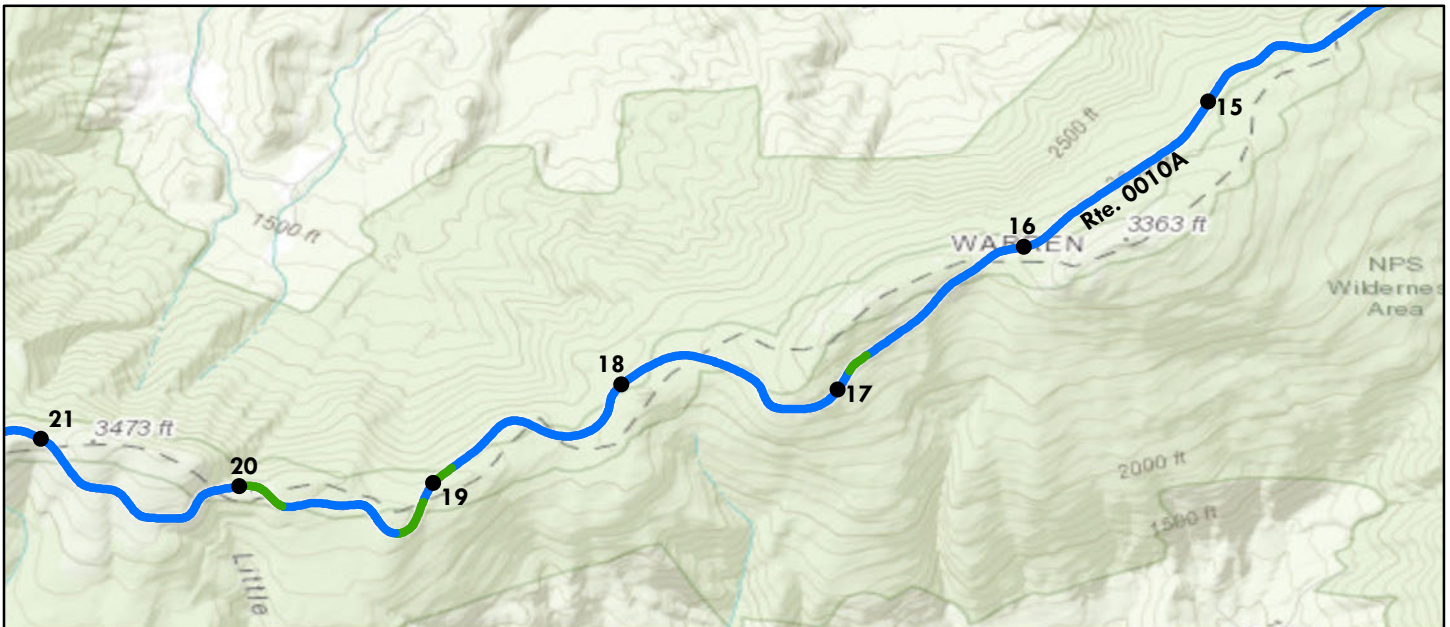 15
2500 ft
Rte. 0010A
16
3363 ft
WARREN
1500 ft
NPS
Wildernes
Area
18
17
21
3473 ft
20
19
2000 ft
1500 ft
Little